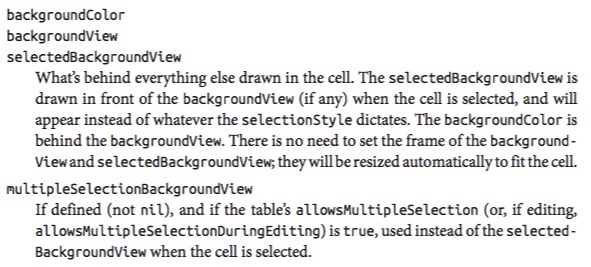 backgroundColor
backgroundView
selectedBackgroundView
What’s behind everything else drawn in the cell. The selectedBackgroundView is
drawn in front of the backgroundView (if any) when the cell is selected, and will
appear instead of whatever the selectionStyle dictates. The backgroundColor is
behind the backgroundView. There is no need to set the frame of the background-
View and selectedBackgroundView; they will be resized automatically to fit the cell.
multipleSelectionBackgroundView
If defined (not nil), and if the table’s allowsMultipleSelection (or, if editing,
allowsMultipleSelectionDuringEditing) is true, used instead of the selected-
BackgroundView when the cell is selected.